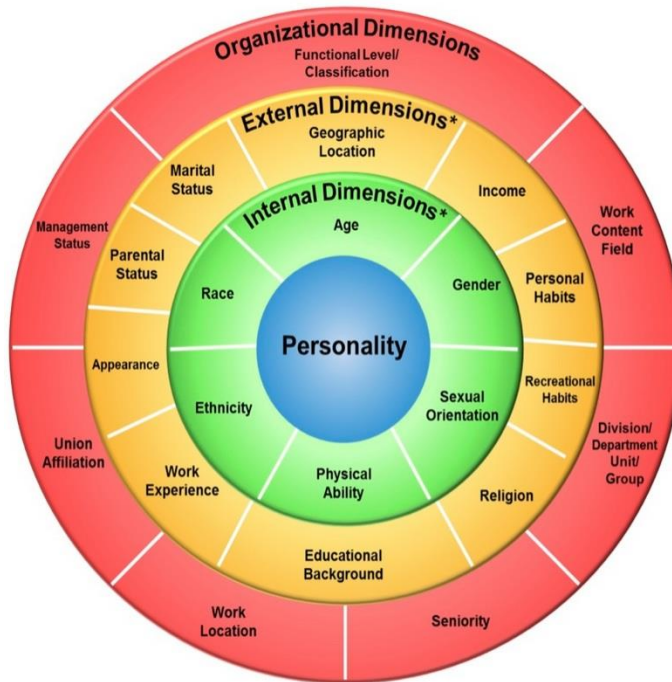 Organizational Dimensions
Functional Level/
Classification
External Dimensions*
Geographic
Location
Marital
Status
Income
Internal Dimensions*
Age
Management
Status
Work
Content
Field
Parental
Status
Personal
Habits
Race
Gender
Personality
Appearance
Recreational
Habits
Ethnicity
Sexual
Orientation
Union
Affiliation
Division/
Department
Unit/
Group
Work
Experience
Physical
Ability
Religion
Educational
Background
Work
Location
Seniority